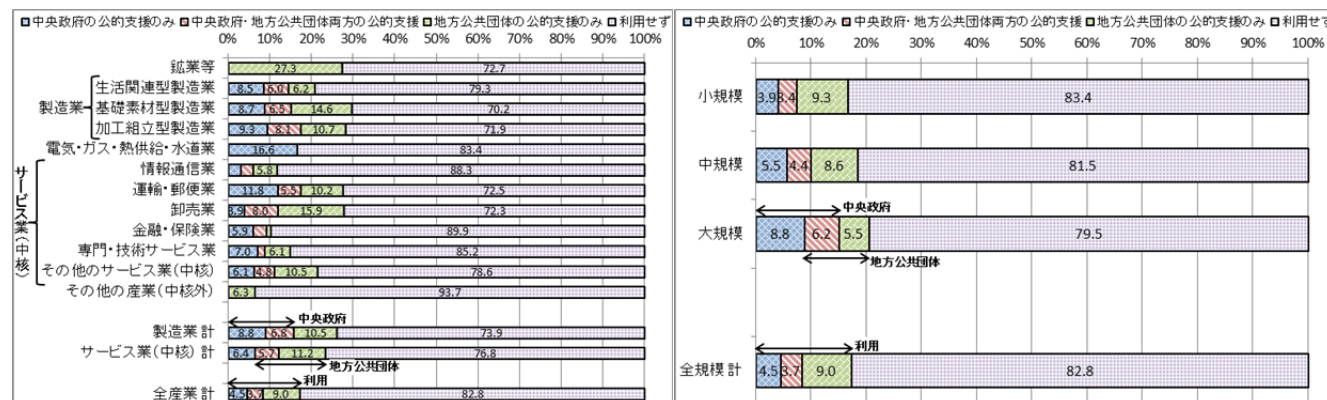 中央政府の公的支援のみ 中央政府・地方公共団体両方の公的支援 地方公共団体の公的支援のみ 利用せず
0% 10% 20% 30% 40% 50% 60% 70% 80% 90% 100%
鉱業等 27.3 72.7
製造業
生活関連型製造業 8.5 6.0 6.2 79.3
基礎素材型製造業 8.7 6.5 14.6 70.2
加工組立型製造業 9.3 8.1 10.7 71.9
電気・ガス・熱供給・水道業 16.6 83.4
サービス業(中核)
情報通信業 5.8 88.3
運輸・郵便業 11.8 5.5 10.2 72.5
卸売業 3.9 8.0 15.9 72.3
金融・保険業 5.9 89.9
専門・技術サービス業 7.0 6.1 85.2
その他のサービス業(中核) 6.1 4.8 10.5 78.6
その他の産業(中核外) 6.3 93.7
中央政府
製造業計 8.8 6.8 10.5 73.9
サービス業(中核)計 6.4 5.7 11.2 76.8
地方公共団体
利用
全産業計 4.5 3.7 9.0 82.8
中央政府の公的支援のみ 中央政府・地方公共団体両方の公的支援 地方公共団体の公的支援のみ 利用せず
0% 10% 20% 30% 40% 50% 60% 70% 80% 90% 100%
小規模 3.9 3.4 9.3 83.4
中規模 5.5 4.4 8.6 81.5
中央政府
大規模 8.8 6.2 5.5 79.5
地方公共団体
利用
全規模計 4.5 3.7 9.0 82.8